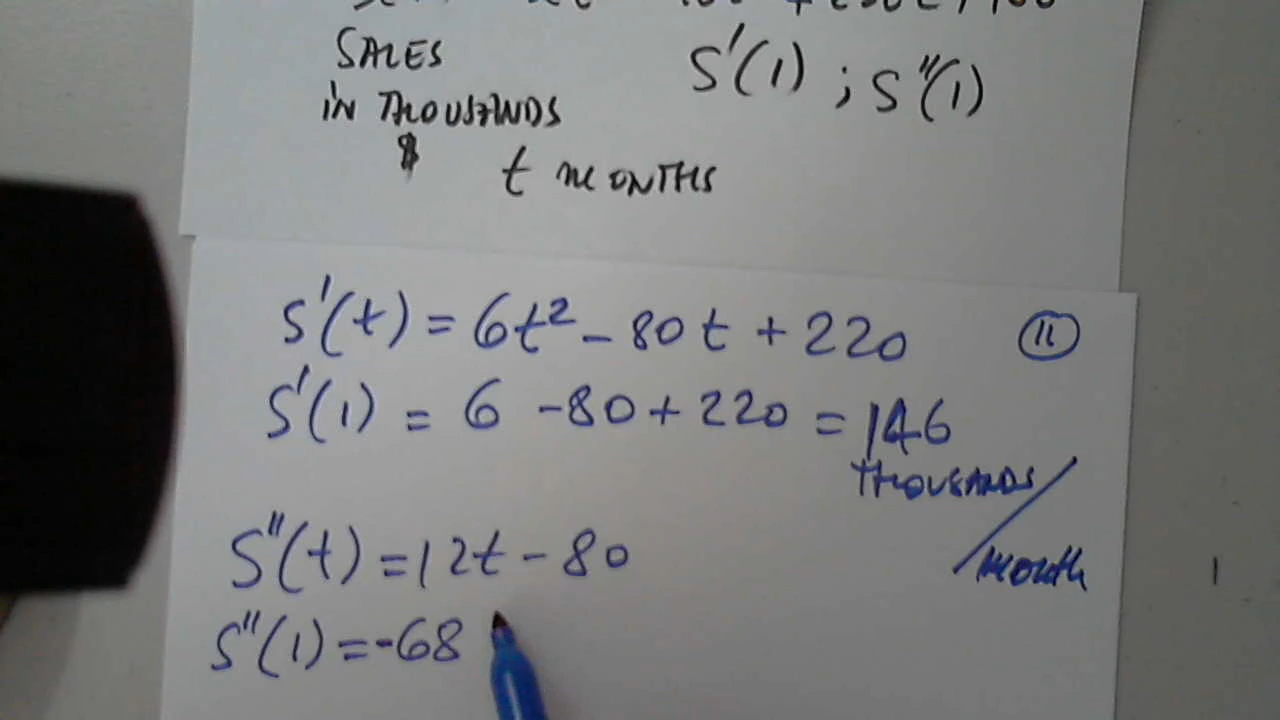 SALES
IN THOUSANDS
$
S'(1) ; S"(1)
t MONTHS
S'(t) = 6t² - 80t + 220
11
S'(1) = 6 - 80 + 220 = 146
THOUSANDS/
month
S"(t) = 12t - 80
S"(1) = -68